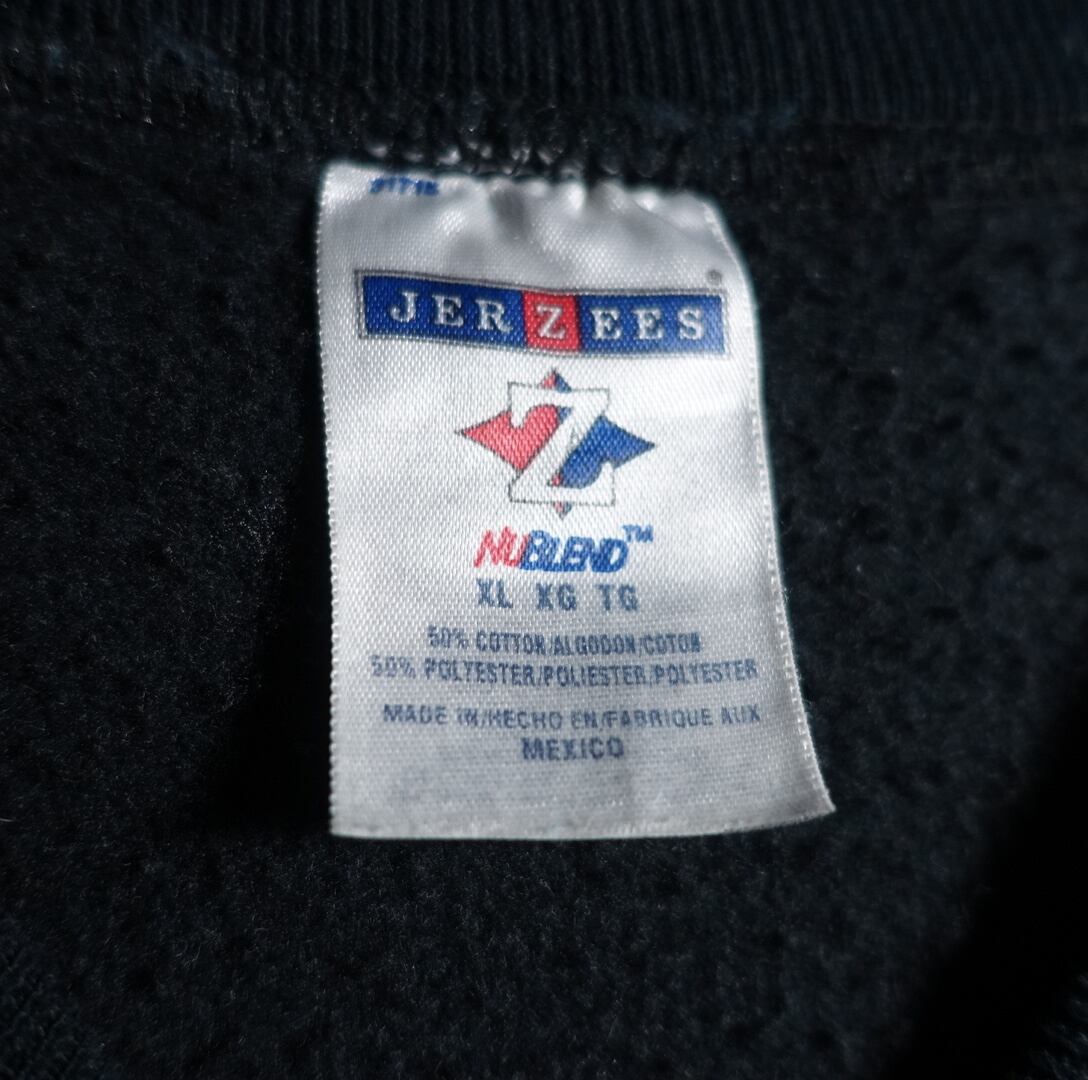 JERZEES®
Z
NUBLEND™
XL XG TG
50% COTTON/ALGODON/COTON
50% POLYESTER/POLIESTER/POLYESTER
MADE IN/HECHO EN/FABRIQUE AUX
MEXICO